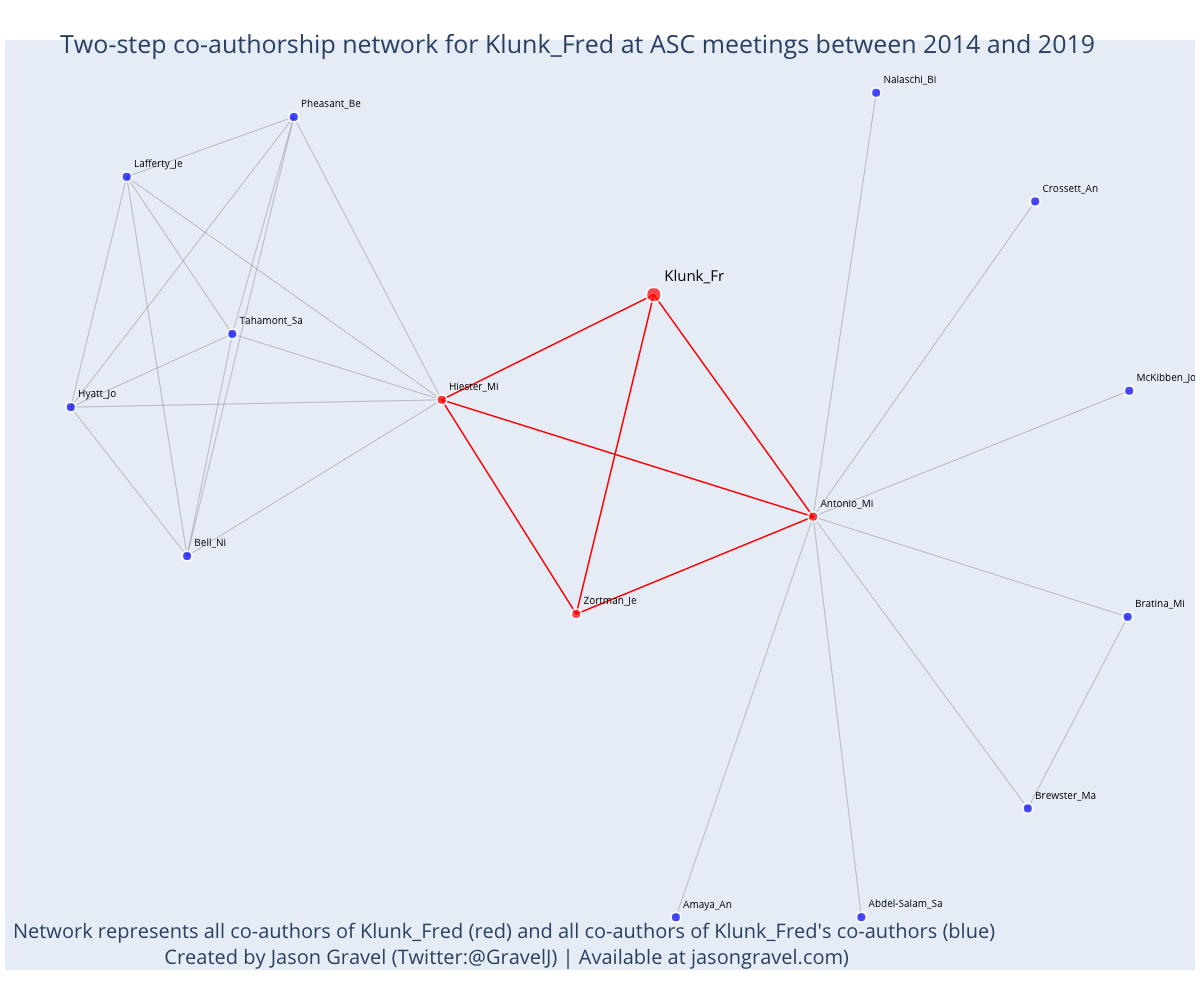 Two-step co-authorship network for Klunk_Fred at ASC meetings between 2014 and 2019
Nalaschi_Bi
Pheasant_Be
Lafferty_Je
Crossett_An
Klunk_Fr
Tahamont_Sa
McKibben_Jo
Hiester_Mi
Hyatt_Jo
Antonio_Mi
Bell_Ni
Zortman_Je
Bratina_Mi
Brewster_Ma
Amaya_An
Abdel-Salam_Sa
Network represents all co-authors of Klunk_Fred (red) and all co-authors of Klunk_Fred's co-authors (blue)
Created by Jason Gravel (Twitter:@GravelJ) | Available at jasongravel.com)